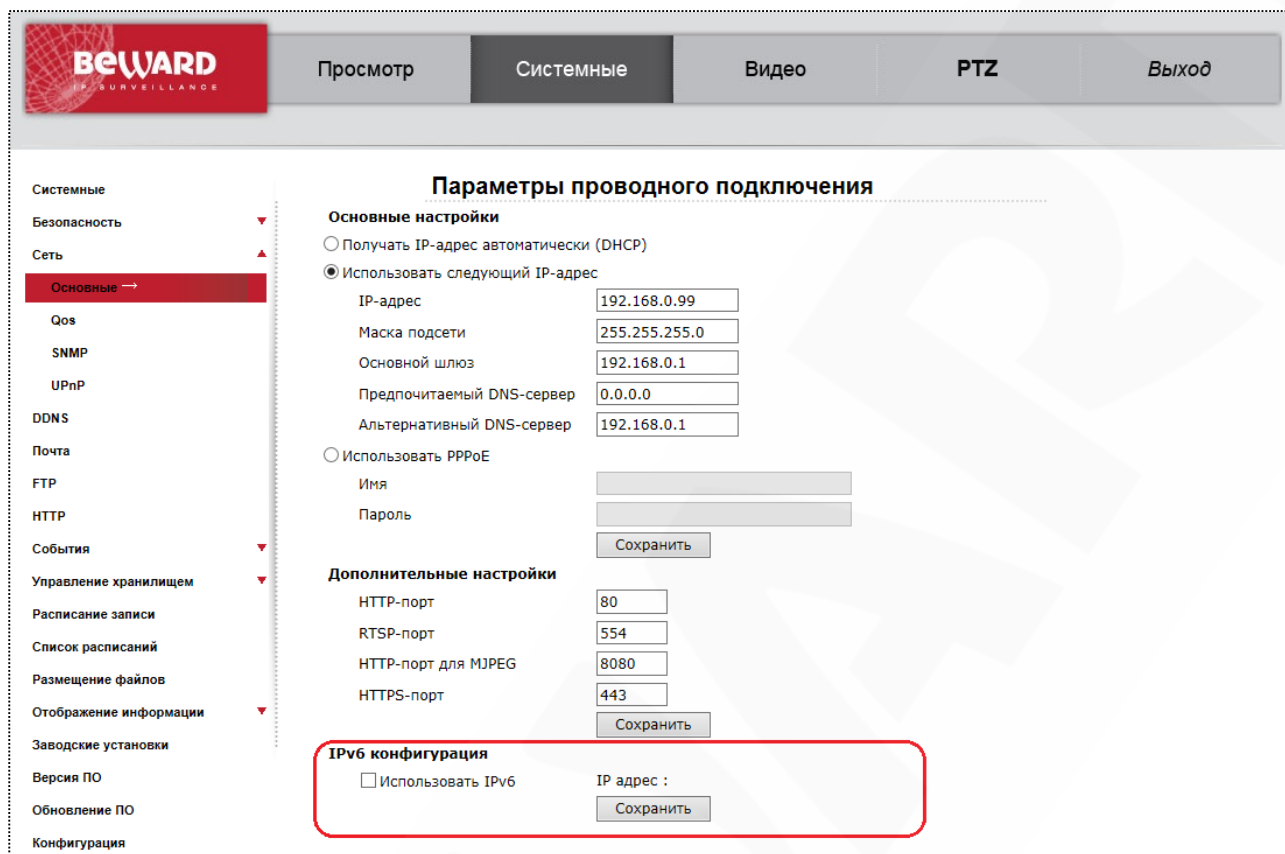 BEWARD
IP SURVEILLANCE
Просмотр Системные Видео PTZ Выход
Системные
Безопасность
Сеть
Основные →
Qos
SNMP
UPnP
DDNS
Почта
FTP
HTTP
События
Управление хранилищем
Расписание записи
Список расписаний
Размещение файлов
Отображение информации
Заводские установки
Версия ПО
Обновление ПО
Конфигурация
Параметры проводного подключения
Основные настройки
Получать IP-адрес автоматически (DHCP)
Использовать следующий IP-адрес
IP-адрес 192.168.0.99
Маска подсети 255.255.255.0
Основной шлюз 192.168.0.1
Предпочитаемый DNS-сервер 0.0.0.0
Альтернативный DNS-сервер 192.168.0.1
Использовать PPPoE
Имя
Пароль
Сохранить
Дополнительные настройки
HTTP-порт 80
RTSP-порт 554
HTTP-порт для MJPEG 8080
HTTPS-порт 443
Сохранить
IPv6 конфигурация
Использовать IPv6 IP адрес :
Сохранить